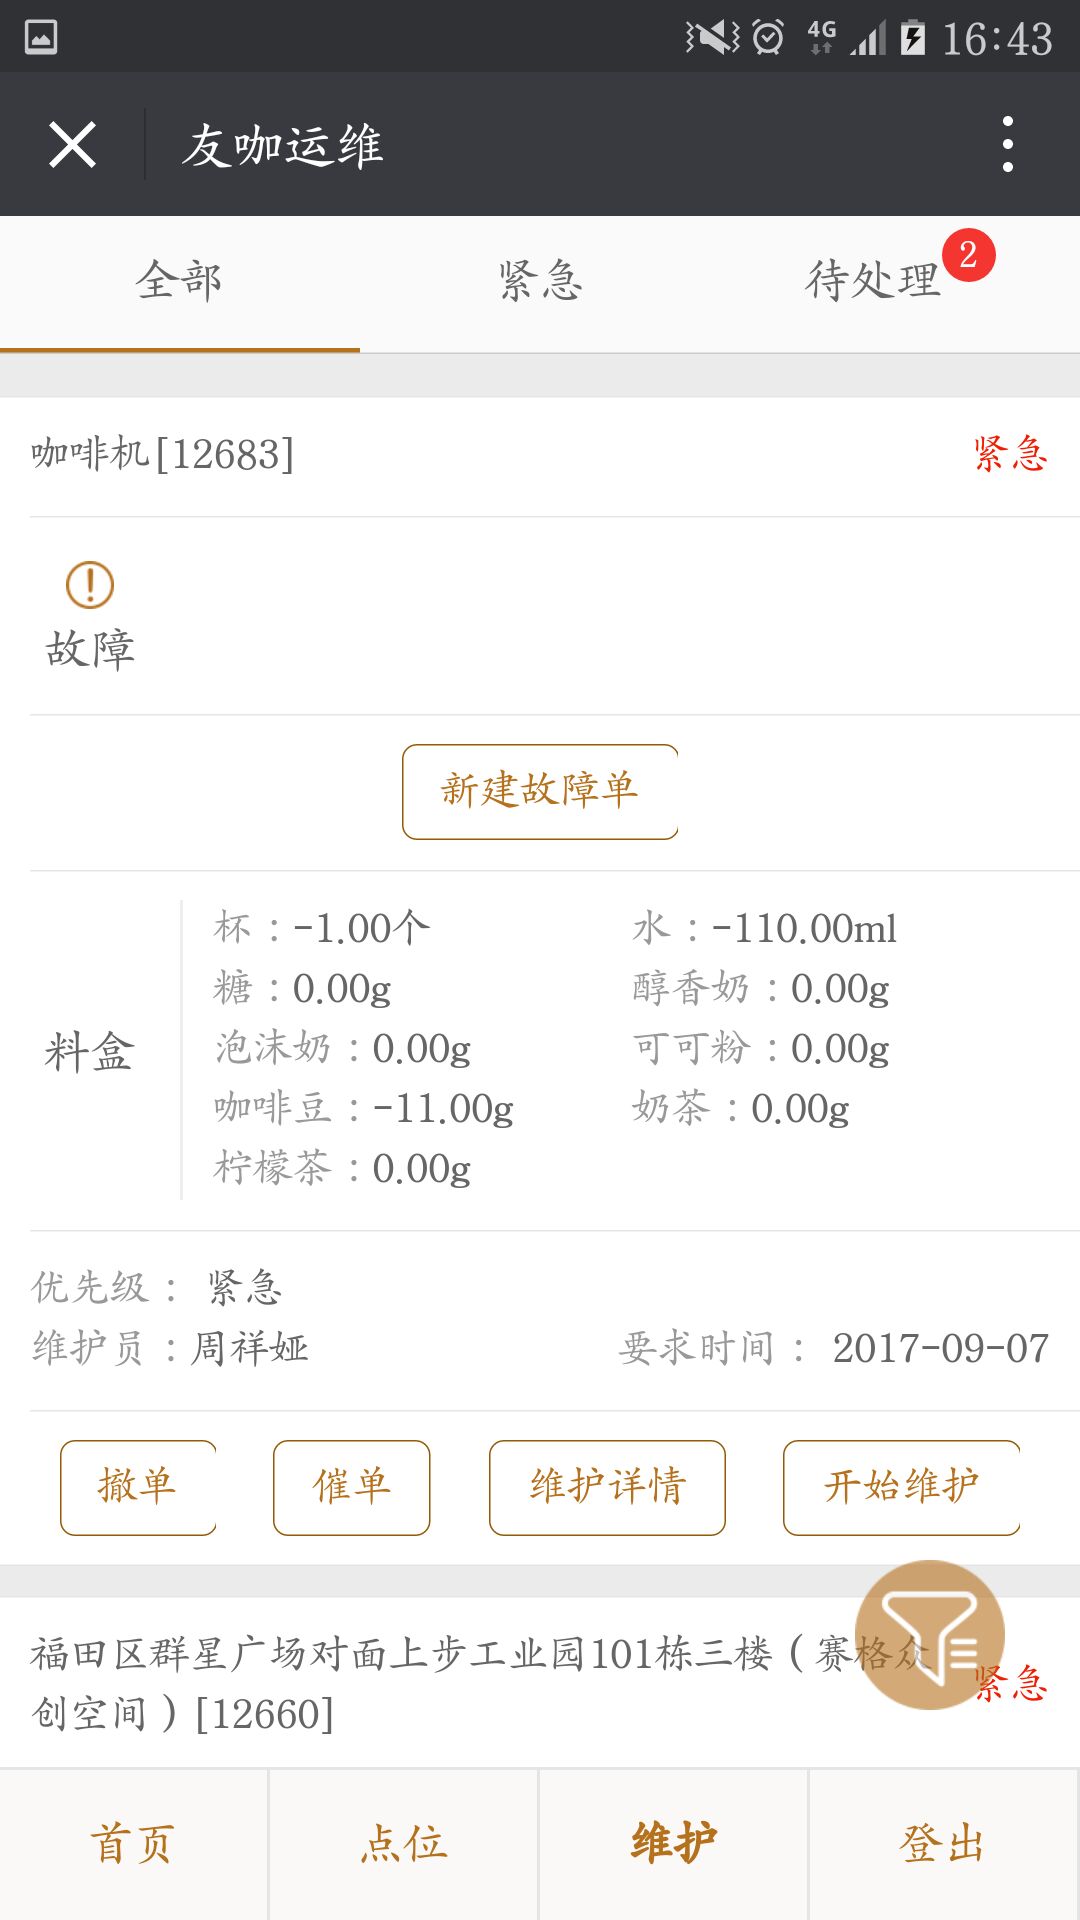 4G 16:43
友咖运维
全部 紧急 待处理 2
咖啡机[12683] 紧急
故障
新建故障单
杯：-1.00个 水：-110.00ml
糖：0.00g 醇香奶：0.00g
料盒 泡沫奶：0.00g 可可粉：0.00g
咖啡豆：-11.00g 奶茶：0.00g
柠檬茶：0.00g
优先级： 紧急
维护员：周祥娅 要求时间： 2017-09-07
撤单 催单 维护详情 开始维护
福田区群星广场对面上步工业园101栋三楼（赛格众
创空间）[12660] 紧急
首页 点位 维护 登出